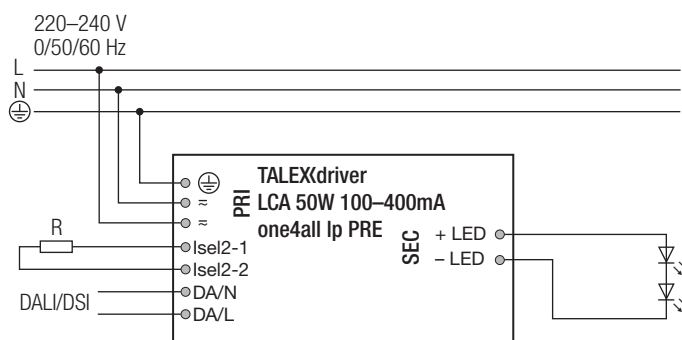 220–240 V
0/50/60 Hz
L
N
PRI
TALEXXdriver
LCA 50W 100–400mA
one4all lp PRE
≂
≂
R
Isel2-1
Isel2-2
DALI/DSI
DA/N
DA/L
SEC
+ LED
– LED